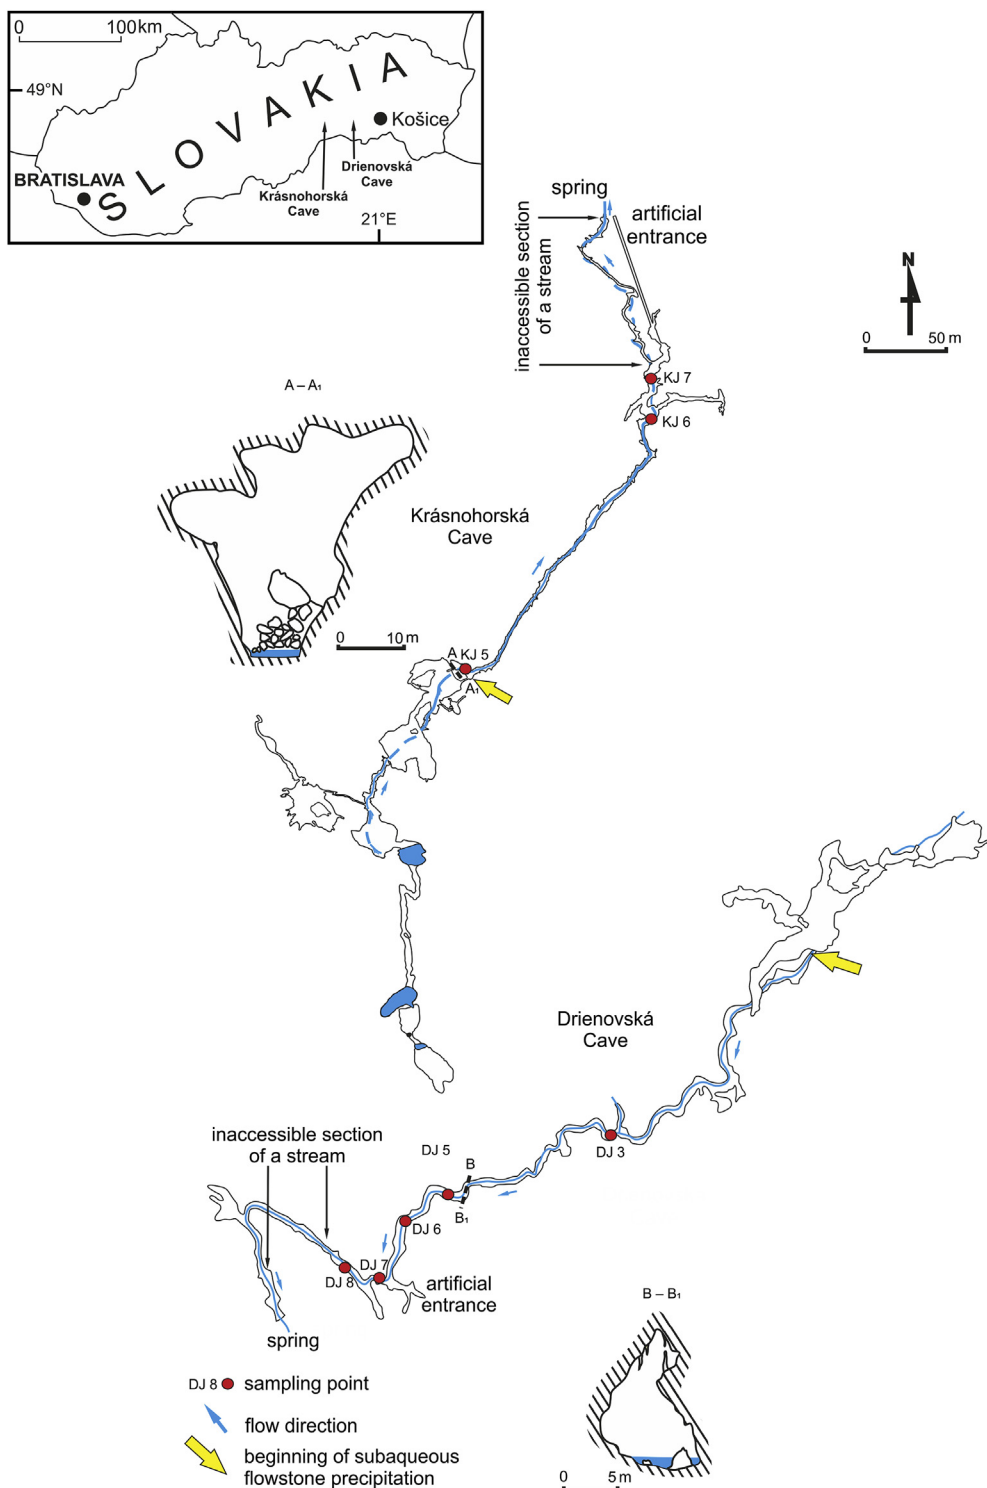 0 100km
49°N
SLOVAKIA
Košice
BRATISLAVA
Drienovská
Cave
Krásnohorská
Cave
21°E
spring
artificial
entrance
inaccessible section
of a stream
N
0 50 m
KJ 7
KJ 6
A – A₁
Krásnohorská
Cave
0 10 m
A KJ 5
A₁
Drienovská
Cave
inaccessible section
of a stream
DJ 5
B
DJ 3
B₁
DJ 6
DJ 7
DJ 8
artificial
entrance
spring
B – B₁
DJ 8 sampling point
flow direction
beginning of subaqueous
flowstone precipitation
0 5 m